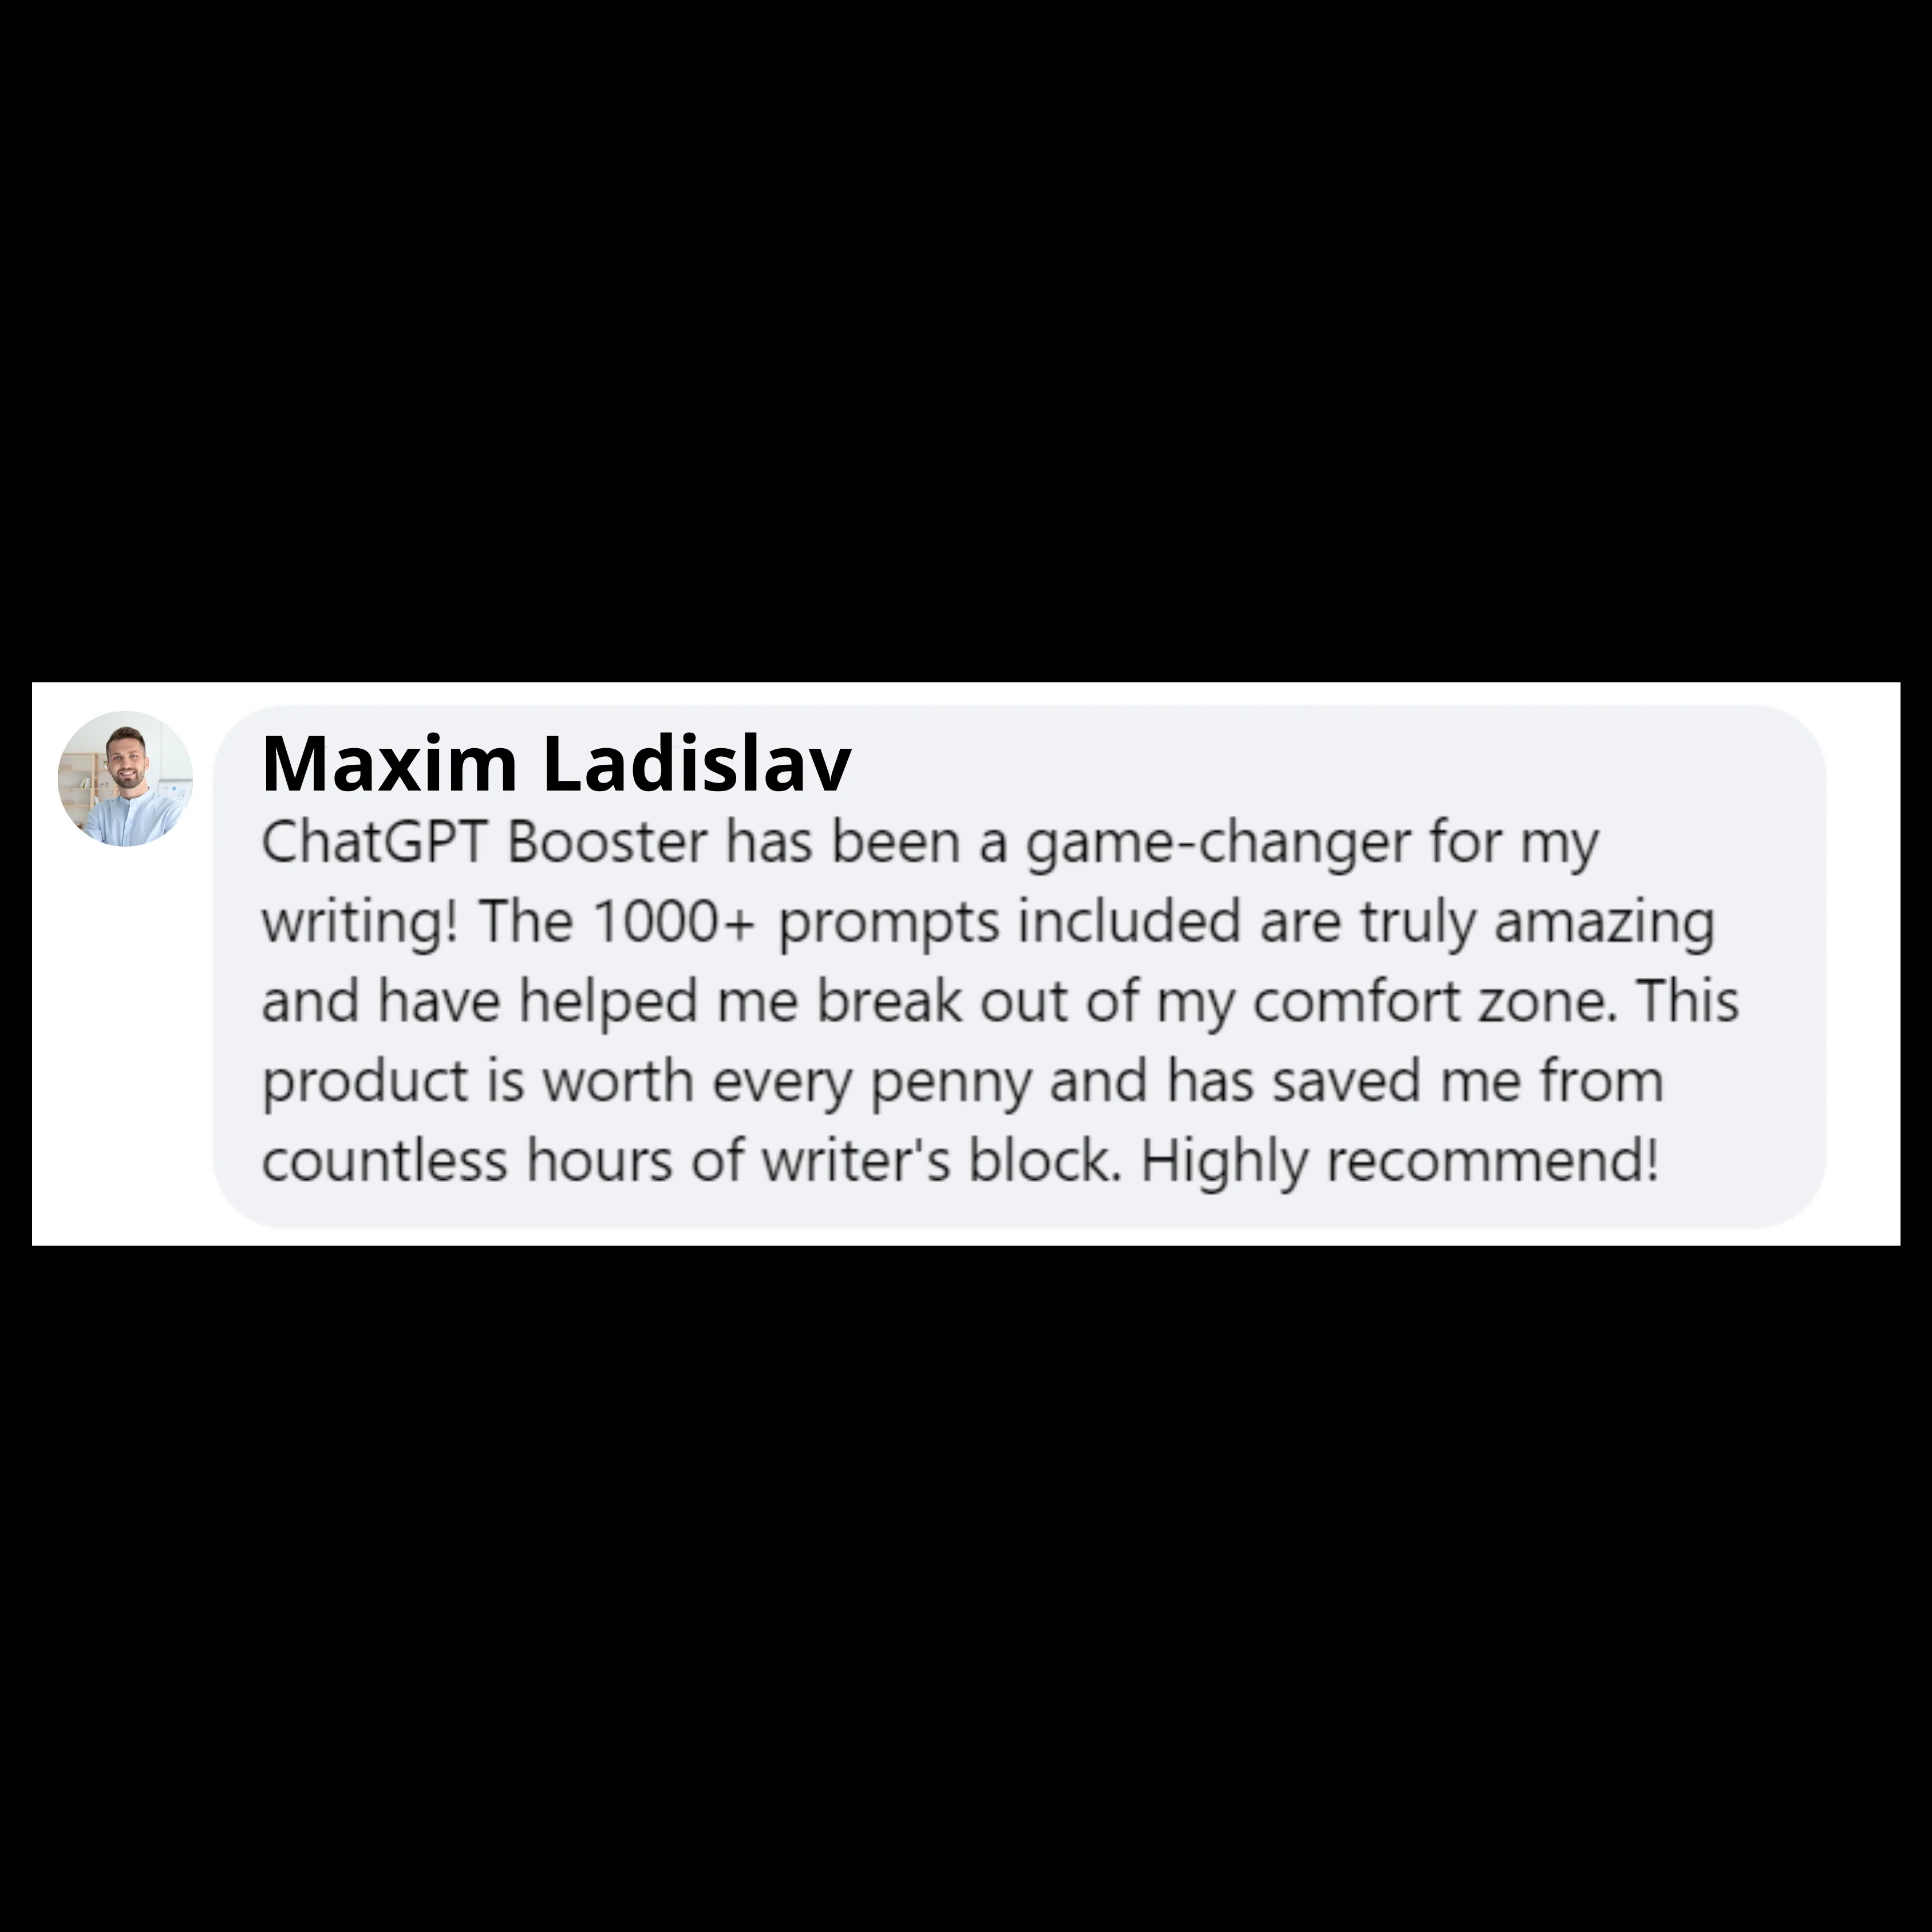 Maxim Ladislav
ChatGPT Booster has been a game-changer for my
writing! The 1000+ prompts included are truly amazing
and have helped me break out of my comfort zone. This
product is worth every penny and has saved me from
countless hours of writer's block. Highly recommend!